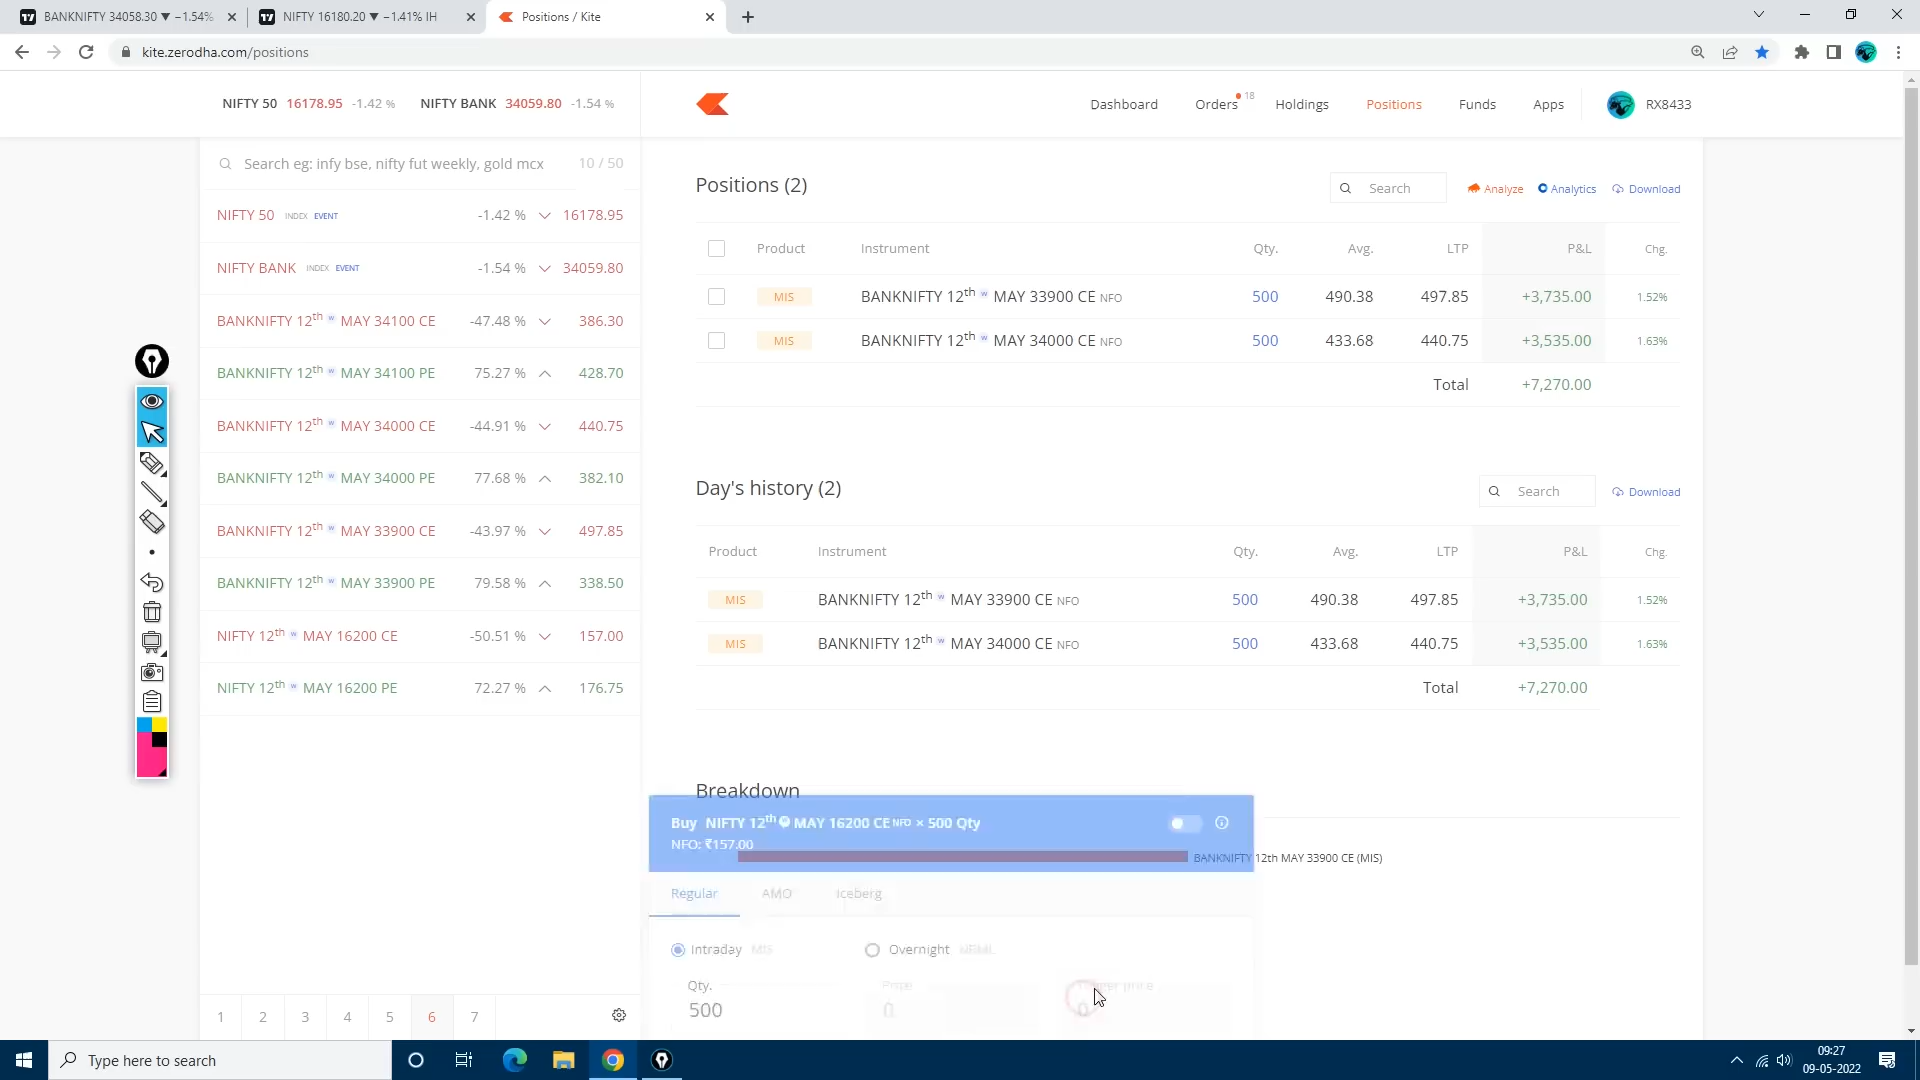 BANKNIFTY 34058.30 ▼ −1.54%
NIFTY 16180.20 ▼ −1.41% IH
Positions / Kite
kite.zerodha.com/positions
NIFTY 50 16178.95 -1.42 % NIFTY BANK 34059.80 -1.54 %
Dashboard Orders 18 Holdings Positions Funds Apps RX8433
Search eg: infy bse, nifty fut weekly, gold mcx 10 / 50
NIFTY 50 INDEX EVENT -1.42 % 16178.95
NIFTY BANK INDEX EVENT -1.54 % 34059.80
BANKNIFTY 12th w MAY 34100 CE -47.48 % 386.30
BANKNIFTY 12th w MAY 34100 PE 75.27 % 428.70
BANKNIFTY 12th w MAY 34000 CE -44.91 % 440.75
BANKNIFTY 12th w MAY 34000 PE 77.68 % 382.10
BANKNIFTY 12th w MAY 33900 CE -43.97 % 497.85
BANKNIFTY 12th w MAY 33900 PE 79.58 % 338.50
NIFTY 12th w MAY 16200 CE -50.51 % 157.00
NIFTY 12th w MAY 16200 PE 72.27 % 176.75
1 2 3 4 5 6 7
Positions (2)
Search Analyze Analytics Download
Product Instrument Qty. Avg. LTP P&L Chg.
MIS BANKNIFTY 12th w MAY 33900 CE NFO 500 490.38 497.85 +3,735.00 1.52%
MIS BANKNIFTY 12th w MAY 34000 CE NFO 500 433.68 440.75 +3,535.00 1.63%
Total +7,270.00
Day's history (2)
Search Download
Product Instrument Qty. Avg. LTP P&L Chg.
MIS BANKNIFTY 12th w MAY 33900 CE NFO 500 490.38 497.85 +3,735.00 1.52%
MIS BANKNIFTY 12th w MAY 34000 CE NFO 500 433.68 440.75 +3,535.00 1.63%
Total +7,270.00
Breakdown
Buy NIFTY 12th w MAY 16200 CE NFO × 500 Qty
NFO: ₹157.00
BANKNIFTY 12th MAY 33900 CE (MIS)
Regular AMO Iceberg
Intraday MIS Overnight NRML
Qty. Price price
500 0 0
Type here to search
09:27
09-05-2022